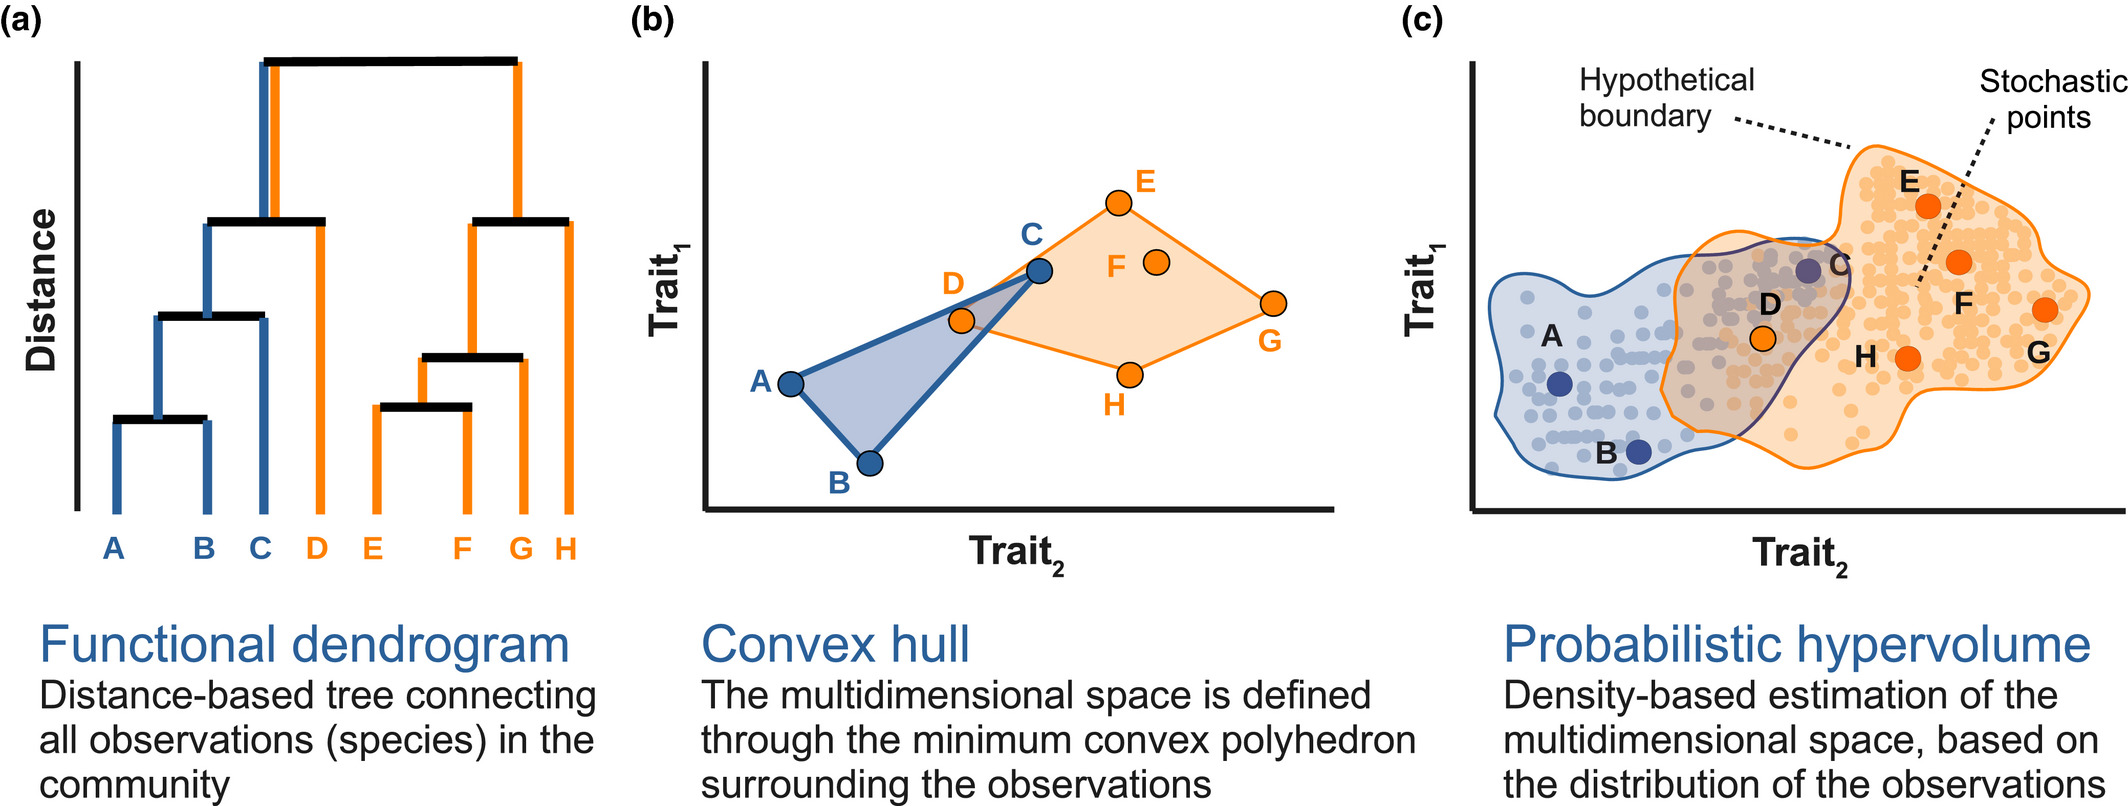 (a)
Distance
A B C D E F G H
Functional dendrogram
Distance-based tree connecting
all observations (species) in the
community
(b)
Trait1
E
C
F
D
G
A
H
B
Trait2
Convex hull
The multidimensional space is defined
through the minimum convex polyhedron
surrounding the observations
(c)
Hypothetical
boundary
Stochastic
points
Trait1
E
C
D
F
A
H
G
B
Trait2
Probabilistic hypervolume
Density-based estimation of the
multidimensional space, based on
the distribution of the observations